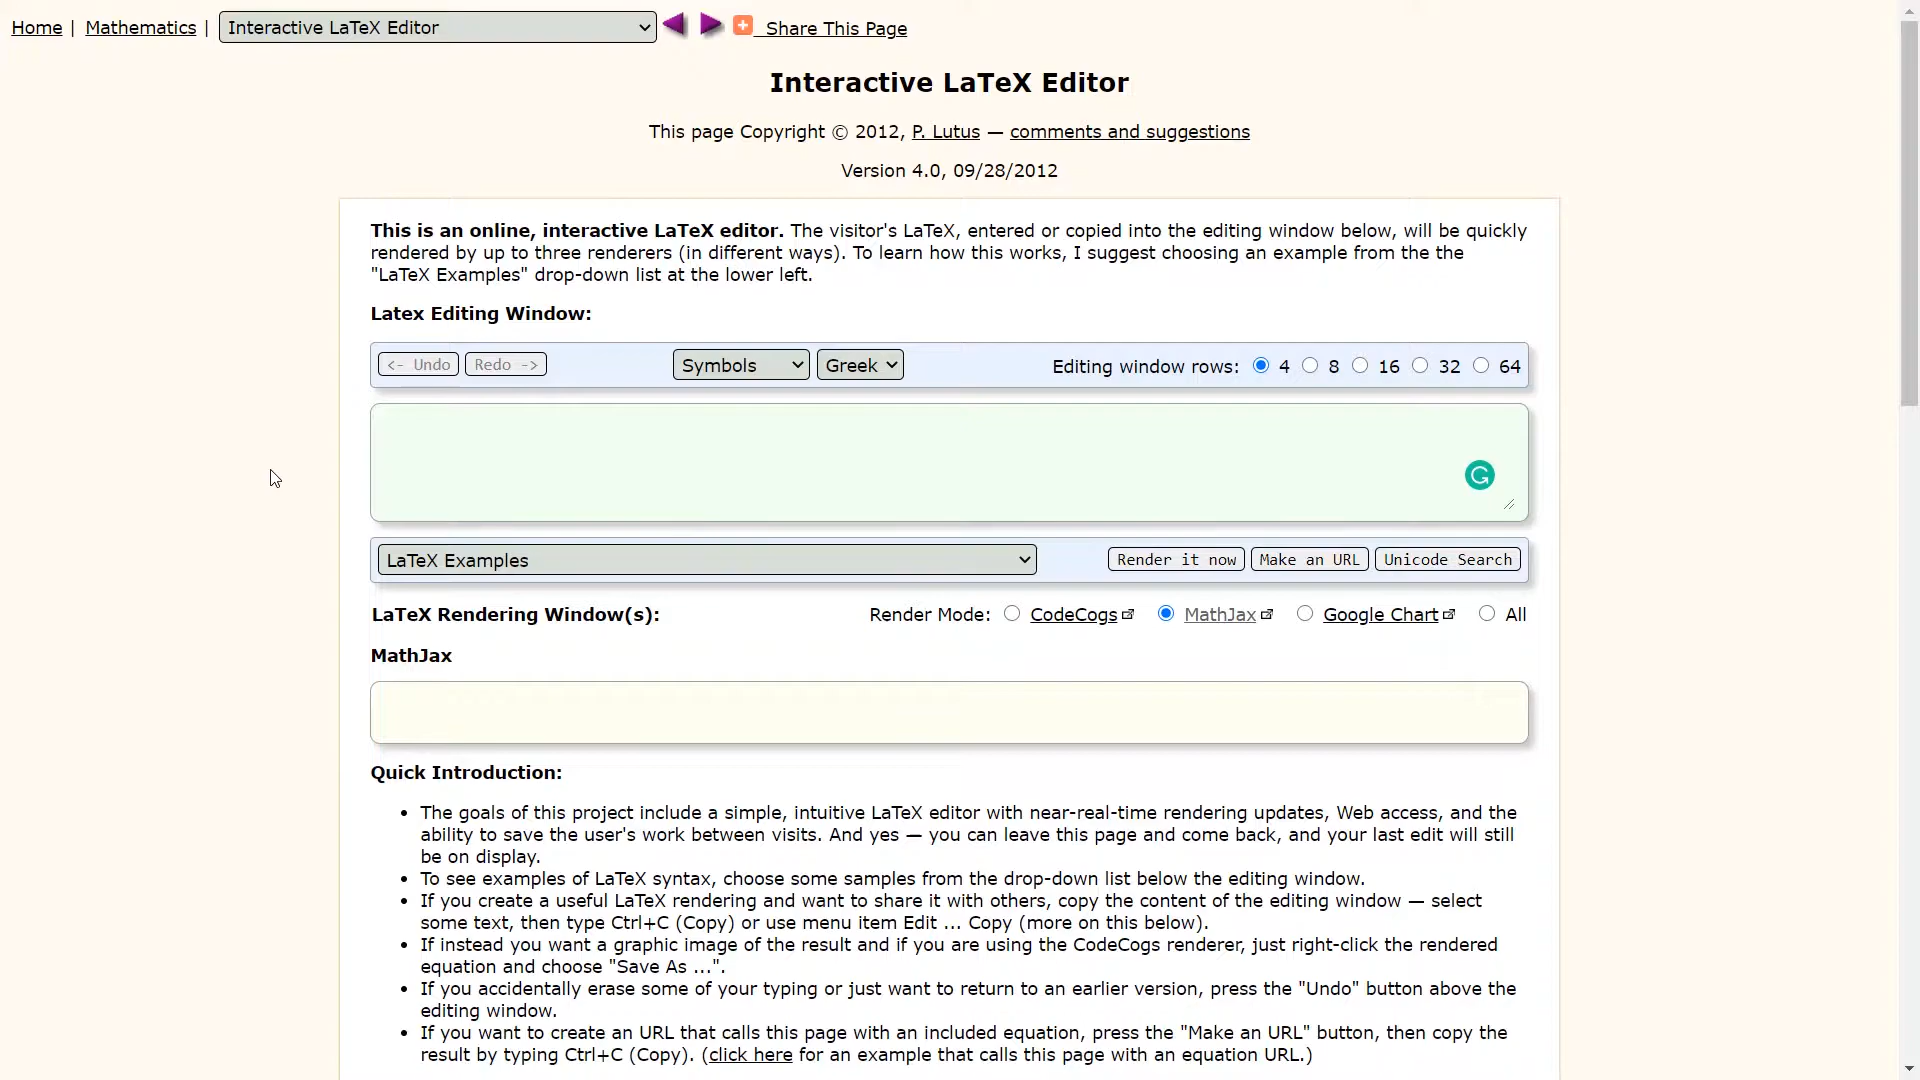 Home | Mathematics | Interactive LaTeX Editor Share This Page
Interactive LaTeX Editor
This page Copyright © 2012, P. Lutus — comments and suggestions
Version 4.0, 09/28/2012
This is an online, interactive LaTeX editor. The visitor's LaTeX, entered or copied into the editing window below, will be quickly
rendered by up to three renderers (in different ways). To learn how this works, I suggest choosing an example from the the
"LaTeX Examples" drop-down list at the lower left.
Latex Editing Window:
<- Undo Redo -> Symbols Greek Editing window rows: 4 8 16 32 64
LaTeX Examples Render it now Make an URL Unicode Search
LaTeX Rendering Window(s): Render Mode: CodeCogs MathJax Google Chart All
MathJax
Quick Introduction:
• The goals of this project include a simple, intuitive LaTeX editor with near-real-time rendering updates, Web access, and the
ability to save the user's work between visits. And yes — you can leave this page and come back, and your last edit will still
be on display.
• To see examples of LaTeX syntax, choose some samples from the drop-down list below the editing window.
• If you create a useful LaTeX rendering and want to share it with others, copy the content of the editing window — select
some text, then type Ctrl+C (Copy) or use menu item Edit ... Copy (more on this below).
• If instead you want a graphic image of the result and if you are using the CodeCogs renderer, just right-click the rendered
equation and choose "Save As ...".
• If you accidentally erase some of your typing or just want to return to an earlier version, press the "Undo" button above the
editing window.
• If you want to create an URL that calls this page with an included equation, press the "Make an URL" button, then copy the
result by typing Ctrl+C (Copy). (click here for an example that calls this page with an equation URL.)